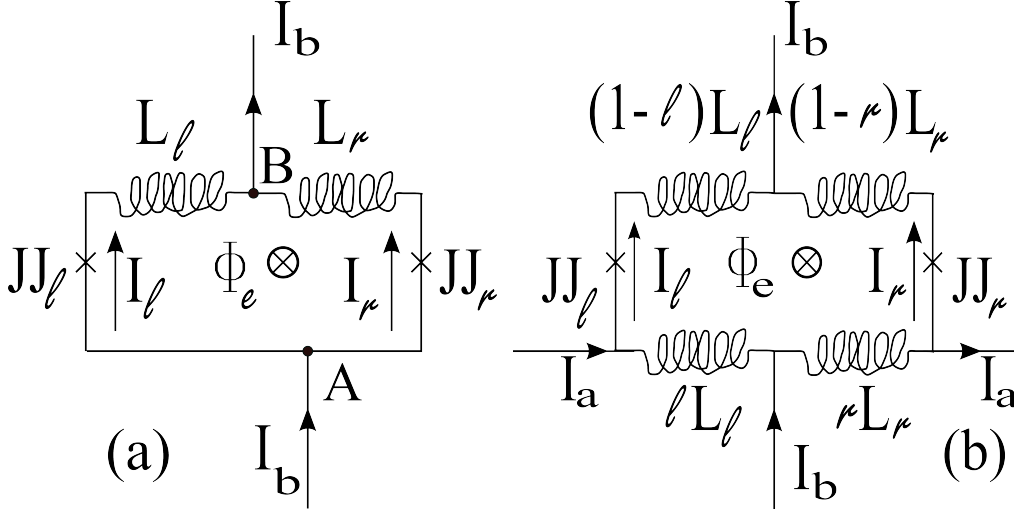 I_b
L_ℓ L_r
B
JJ_ℓ I_ℓ Φ_e I_r JJ_r
A
I_b
(a)
I_b
(1-ℓ)L_ℓ (1-r)L_r
JJ_ℓ I_ℓ Φ_e I_r JJ_r
I_a ℓL_ℓ rL_r I_a
I_b
(b)